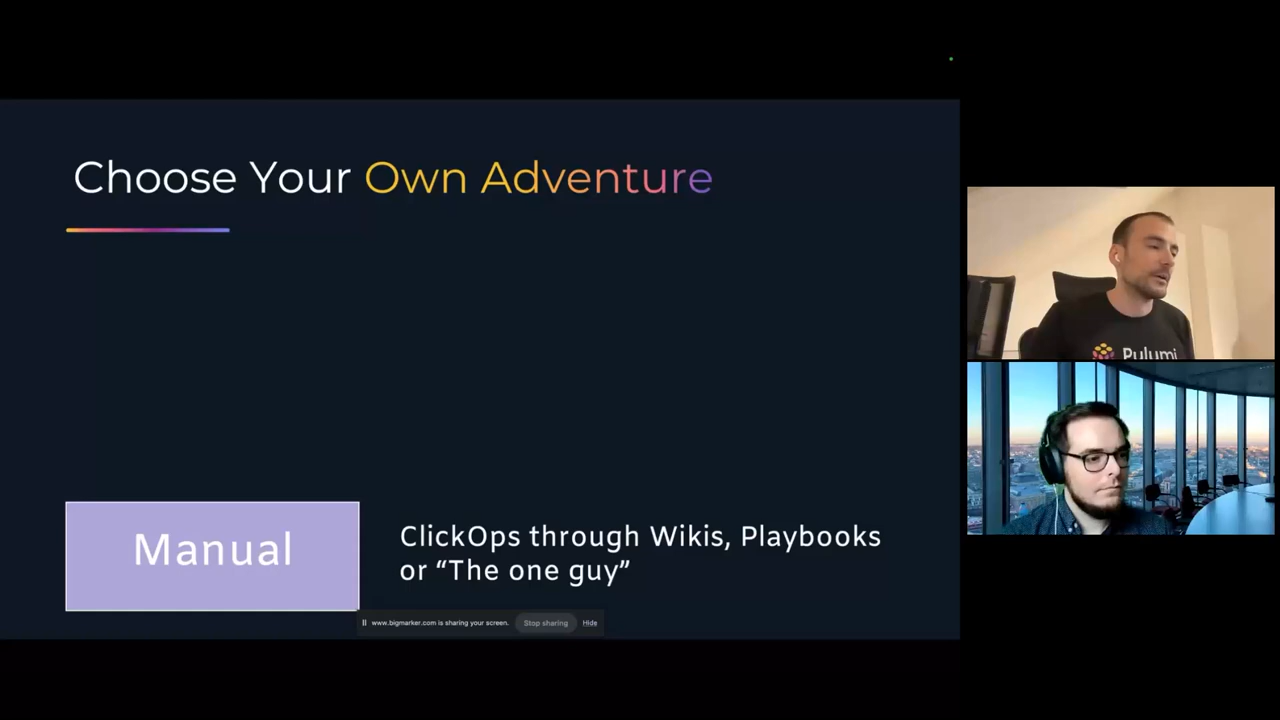 Choose Your Own Adventure
Manual
ClickOps through Wikis, Playbooks
or “The one guy”
www.bigmarker.com is sharing your screen. Stop sharing Hide
Pulumi